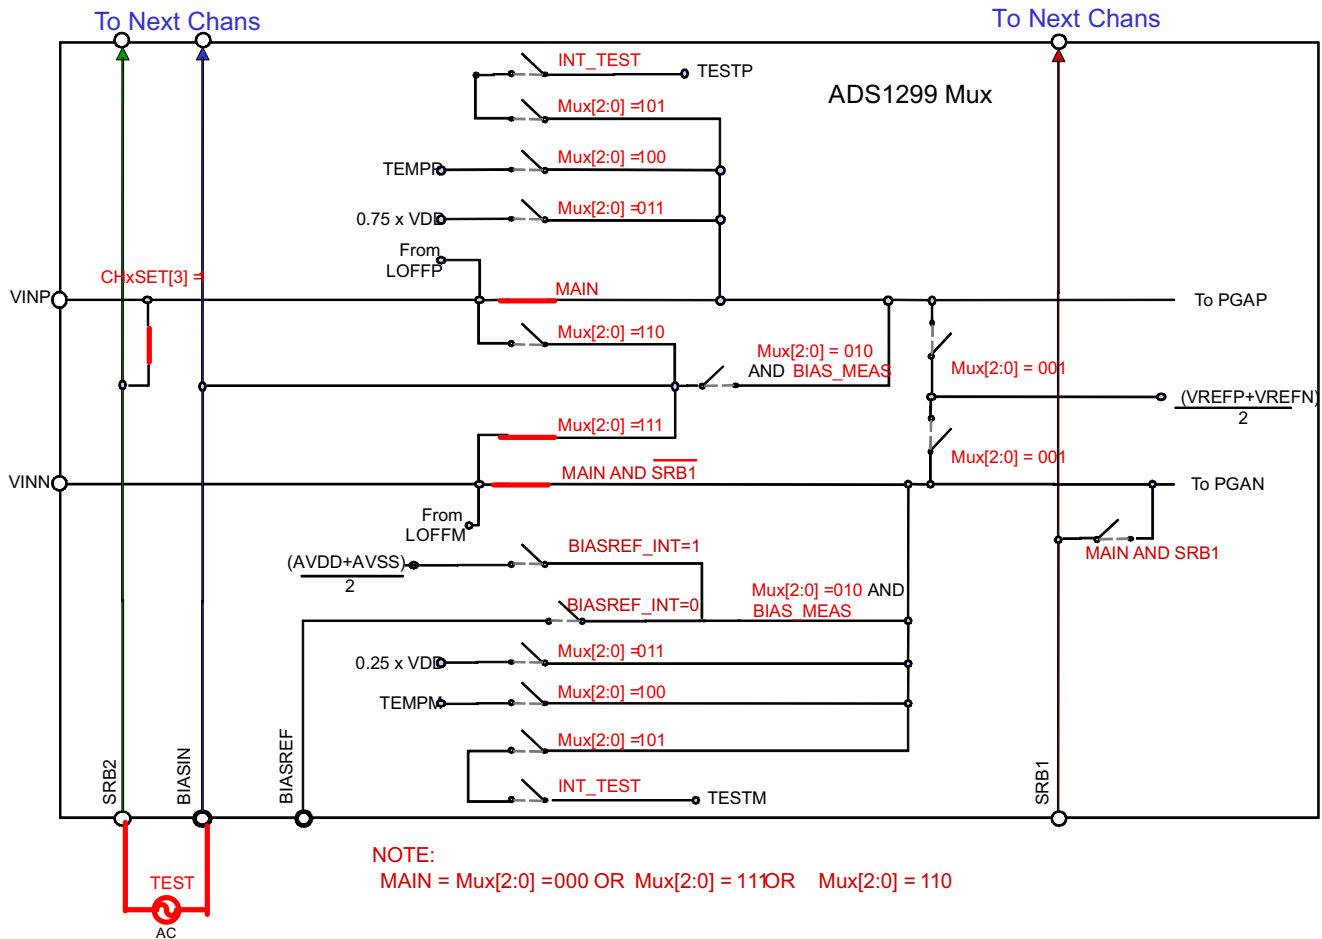 To Next Chans
To Next Chans
ADS1299 Mux
INT_TEST
TESTP
Mux[2:0] =101
TEMPP
Mux[2:0] =100
0.75 x VDD
Mux[2:0] =011
From
LOFFP
CHxSET[3] =1
VINP
MAIN
To PGAP
Mux[2:0] =110
Mux[2:0] = 010
AND BIAS_MEAS
Mux[2:0] = 001
(VREFP+VREFN)
2
Mux[2:0] =111
Mux[2:0] = 001
VINN
MAIN AND SRB1
To PGAN
From
LOFFM
MAIN AND SRB1
BIASREF_INT=1
(AVDD+AVSS)
2
BIASREF_INT=0
Mux[2:0] =010 AND
BIAS_MEAS
0.25 x VDD
Mux[2:0] =011
TEMPM
Mux[2:0] =100
Mux[2:0] =101
INT_TEST
TESTM
SRB2
BIASIN
BIASREF
SRB1
NOTE:
MAIN = Mux[2:0] =000 OR Mux[2:0] = 111OR Mux[2:0] = 110
TEST
AC